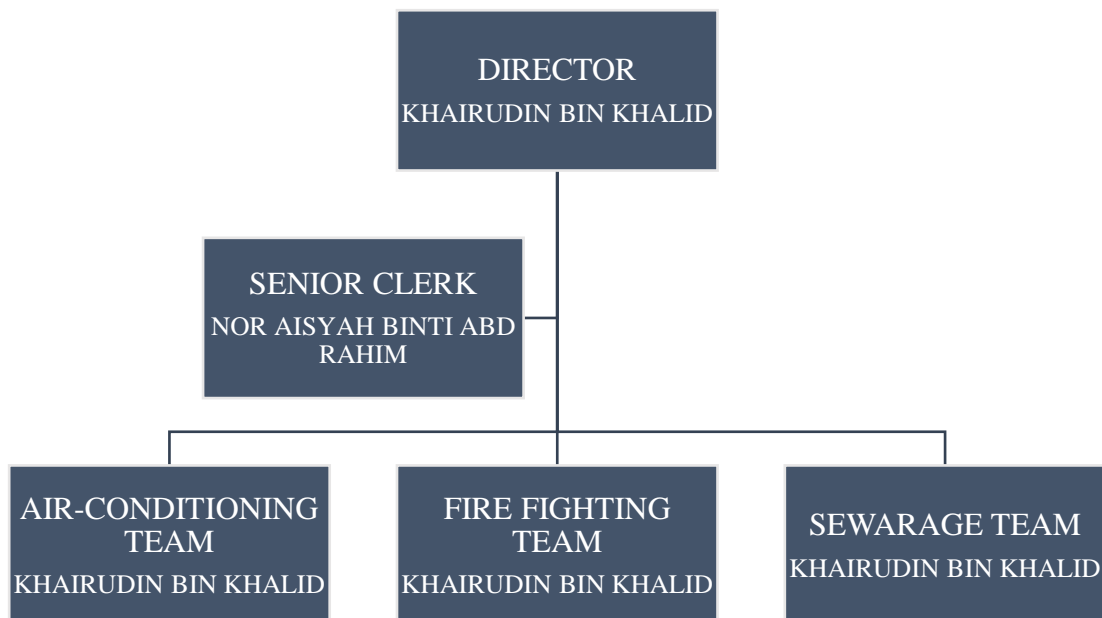 DIRECTOR
KHAIRUDIN BIN KHALID
SENIOR CLERK
NOR AISYAH BINTI ABD
RAHIM
AIR-CONDITIONING
TEAM
KHAIRUDIN BIN KHALID
FIRE FIGHTING
TEAM
KHAIRUDIN BIN KHALID
SEWARAGE TEAM
KHAIRUDIN BIN KHALID